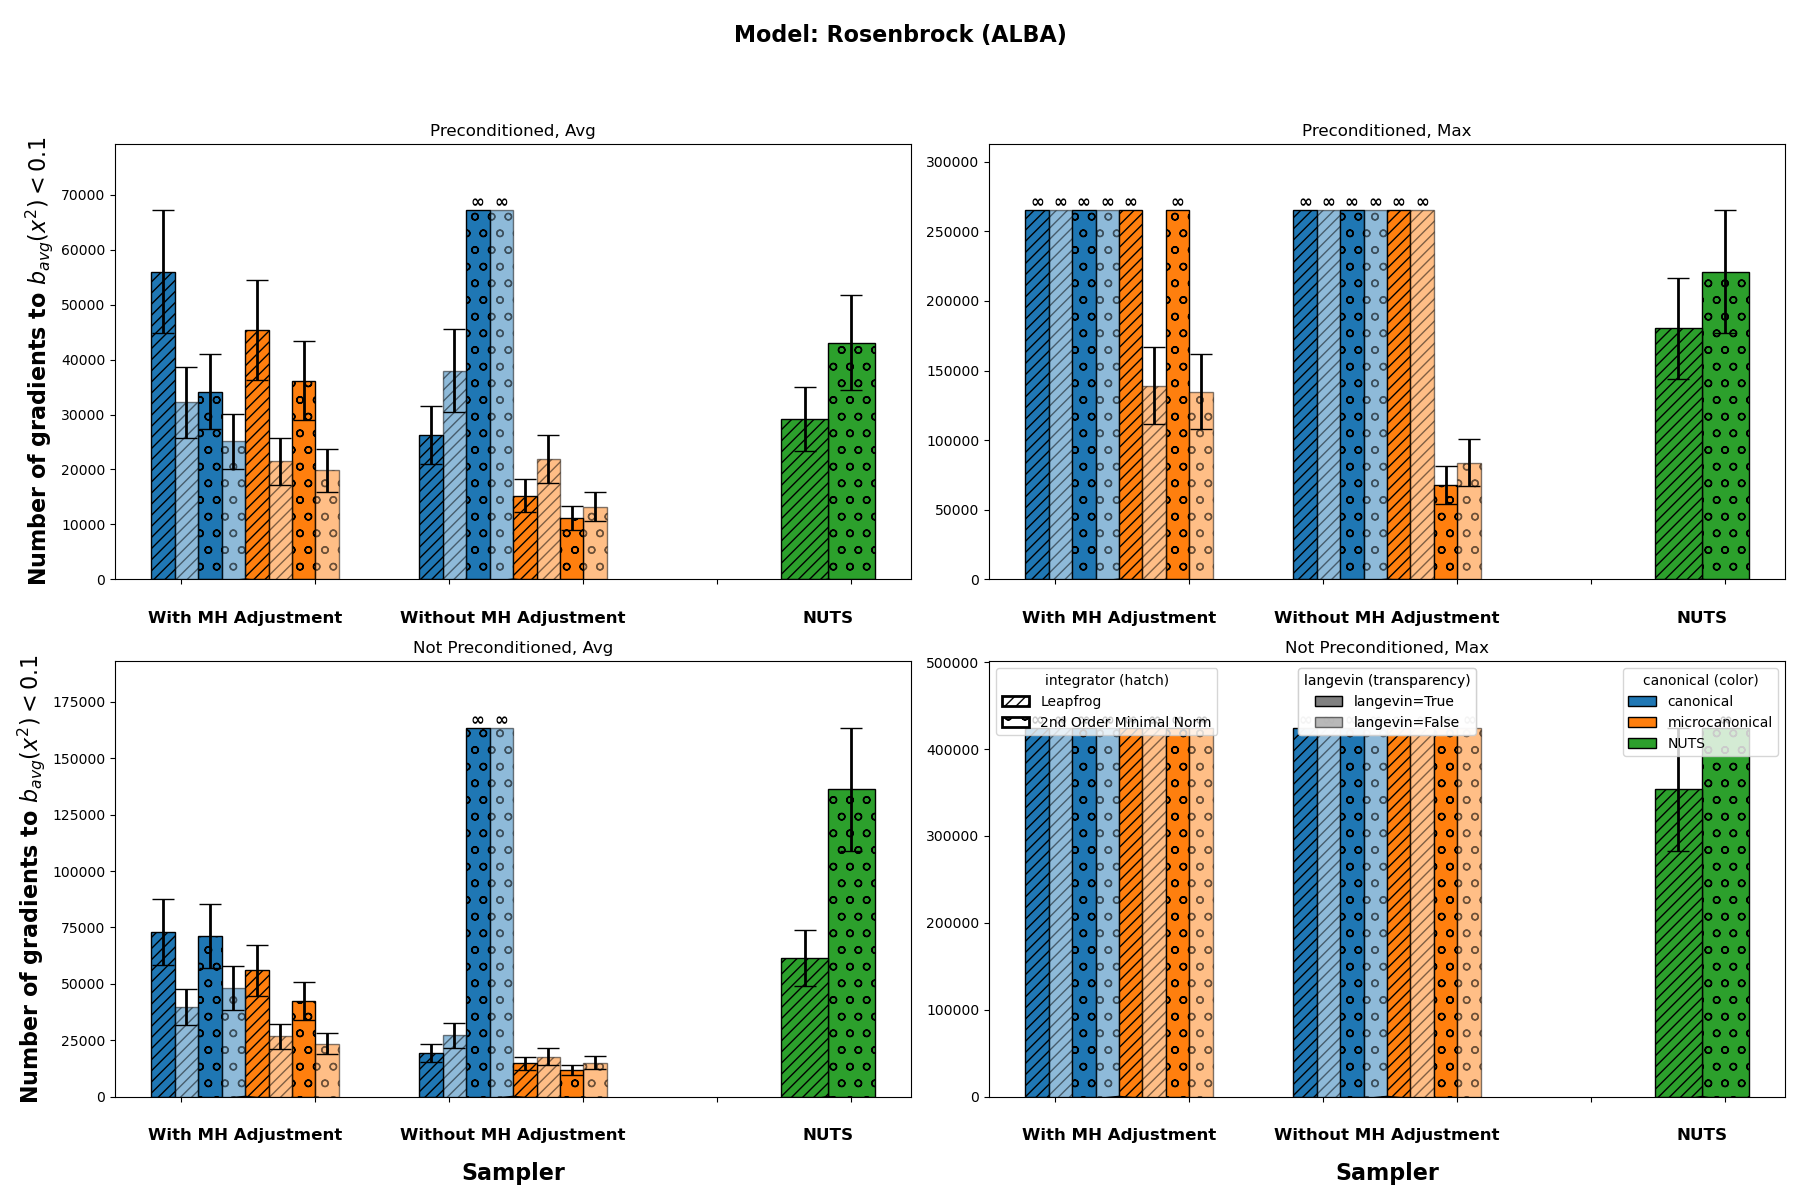 Model: Rosenbrock (ALBA)
Preconditioned, Avg
Number of gradients to b_avg(x²) < 0.1
70000
60000
50000
40000
30000
20000
10000
0
∞ ∞
With MH Adjustment Without MH Adjustment NUTS
Preconditioned, Max
300000
250000
200000
150000
100000
50000
0
∞ ∞ ∞ ∞ ∞ ∞ ∞ ∞ ∞ ∞ ∞ ∞
With MH Adjustment Without MH Adjustment NUTS
Not Preconditioned, Avg
Number of gradients to b_avg(x²) < 0.1
175000
150000
125000
100000
75000
50000
25000
0
∞ ∞
With MH Adjustment Without MH Adjustment NUTS
Sampler
Not Preconditioned, Max
500000
400000
300000
200000
100000
0
integrator (hatch)
Leapfrog
2nd Order Minimal Norm
langevin (transparency)
langevin=True
langevin=False
canonical (color)
canonical
microcanonical
NUTS
With MH Adjustment Without MH Adjustment NUTS
Sampler